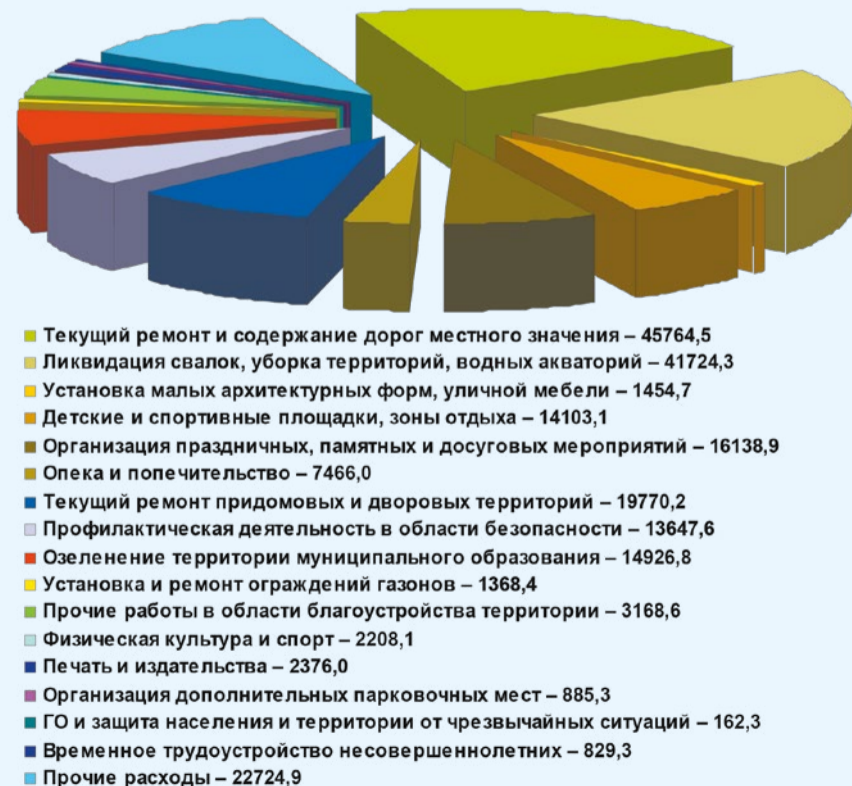 Текущий ремонт и содержание дорог местного значения – 45764,5
Ликвидация свалок, уборка территорий, водных акваторий – 41724,3
Установка малых архитектурных форм, уличной мебели – 1454,7
Детские и спортивные площадки, зоны отдыха – 14103,1
Организация праздничных, памятных и досуговых мероприятий – 16138,9
Опека и попечительство – 7466,0
Текущий ремонт придомовых и дворовых территорий – 19770,2
Профилактическая деятельность в области безопасности – 13647,6
Озеленение территории муниципального образования – 14926,8
Установка и ремонт ограждений газонов – 1368,4
Прочие работы в области благоустройства территории – 3168,6
Физическая культура и спорт – 2208,1
Печать и издательства – 2376,0
Организация дополнительных парковочных мест – 885,3
ГО и защита населения и территории от чрезвычайных ситуаций – 162,3
Временное трудоустройство несовершеннолетних – 829,3
Прочие расходы – 22724,9